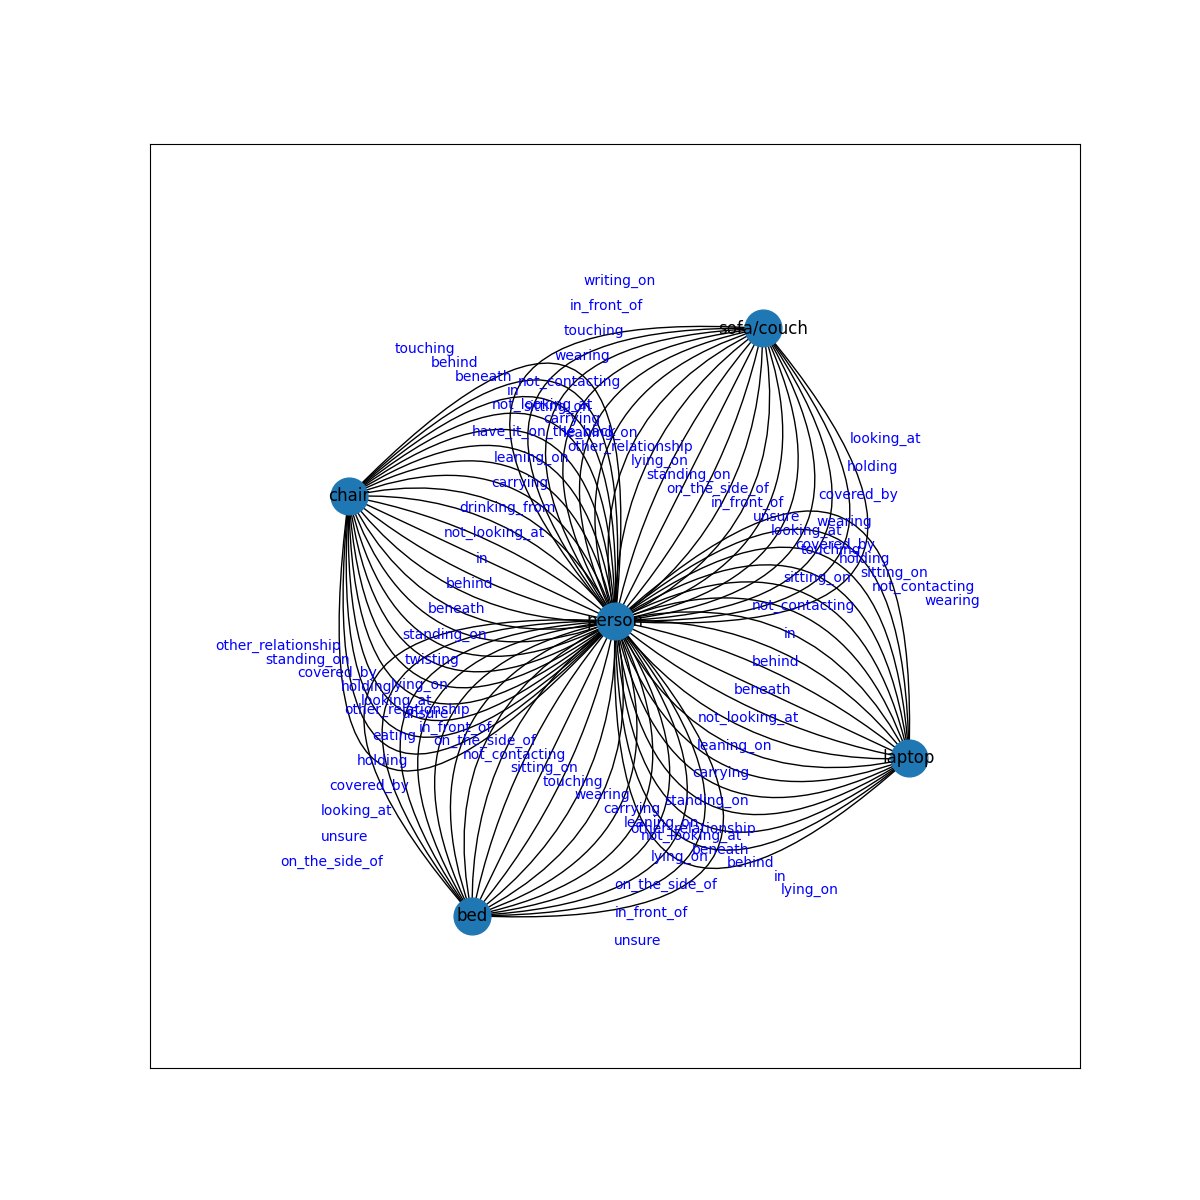 writing_on
in_front_of
sofa/couch
touching
touching
wearing
behind
beneath
not_contacting
in
not_looking_at
sitting_on
carrying
have_it_on_the_back
leaning_on
looking_at
other_relationship
leaning_on
lying_on
holding
standing_on
carrying
on_the_side_of
covered_by
chair
in_front_of
drinking_from
unsure
wearing
not_looking_at
looking_at
covered_by
touching
in
holding
sitting_on
behind
sitting_on
not_contacting
wearing
beneath
not_contacting
person
standing_on
in
other_relationship
standing_on
twisting
behind
covered_by
holding
lying_on
beneath
looking_at
other_relationship
unsure
not_looking_at
in_front_of
eating
on_the_side_of
leaning_on
not_contacting
laptop
holding
sitting_on
carrying
touching
covered_by
wearing
standing_on
looking_at
carrying
leaning_on
other_relationship
unsure
not_looking_at
beneath
on_the_side_of
lying_on
behind
in
on_the_side_of
lying_on
bed
in_front_of
unsure